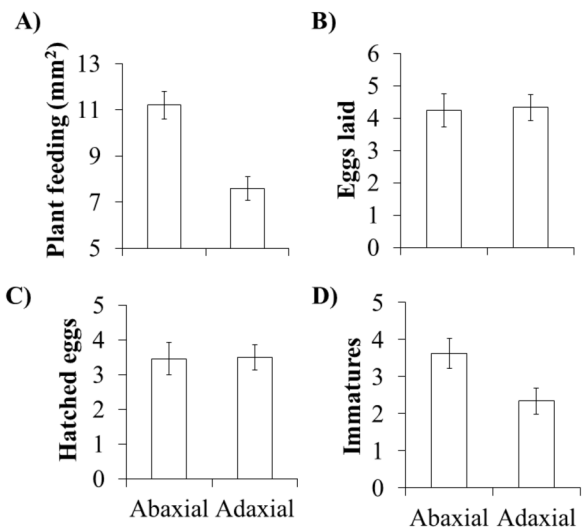 A)
Plant feeding (mm²)
13
11
9
7
5
B)
Eggs laid
6
5
4
3
2
1
0
C)
Hatched eggs
5
4
3
2
1
0
Abaxial Adaxial
D)
Immatures
5
4
3
2
1
0
Abaxial Adaxial